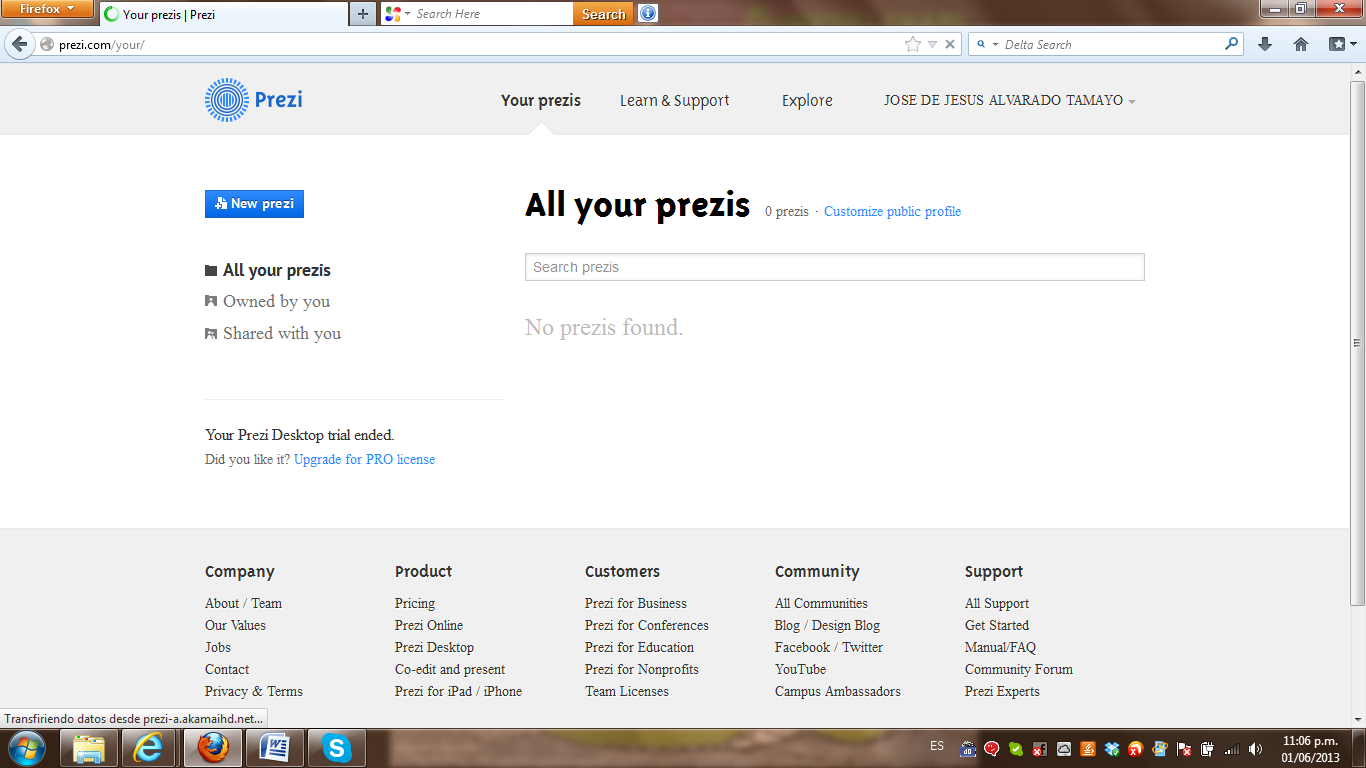 Firefox
Your prezis | Prezi
Search Here
Search
prezi.com/your/
Delta Search
Prezi
Your prezis
Learn & Support
Explore
JOSE DE JESUS ALVARADO TAMAYO
New prezi
All your prezis
Owned by you
Shared with you
Your Prezi Desktop trial ended.
Did you like it? Upgrade for PRO license
All your prezis 0 prezis · Customize public profile
Search prezis
No prezis found.
Company
About / Team
Our Values
Jobs
Contact
Privacy & Terms
Product
Pricing
Prezi Online
Prezi Desktop
Co-edit and present
Prezi for iPad / iPhone
Customers
Prezi for Business
Prezi for Conferences
Prezi for Education
Prezi for Nonprofits
Team Licenses
Community
All Communities
Blog / Design Blog
Facebook / Twitter
YouTube
Campus Ambassadors
Support
All Support
Get Started
Manual/FAQ
Community Forum
Prezi Experts
Transfiriendo datos desde prezi-a.akamaihd.net...
ES
11:06 p.m.
01/06/2013